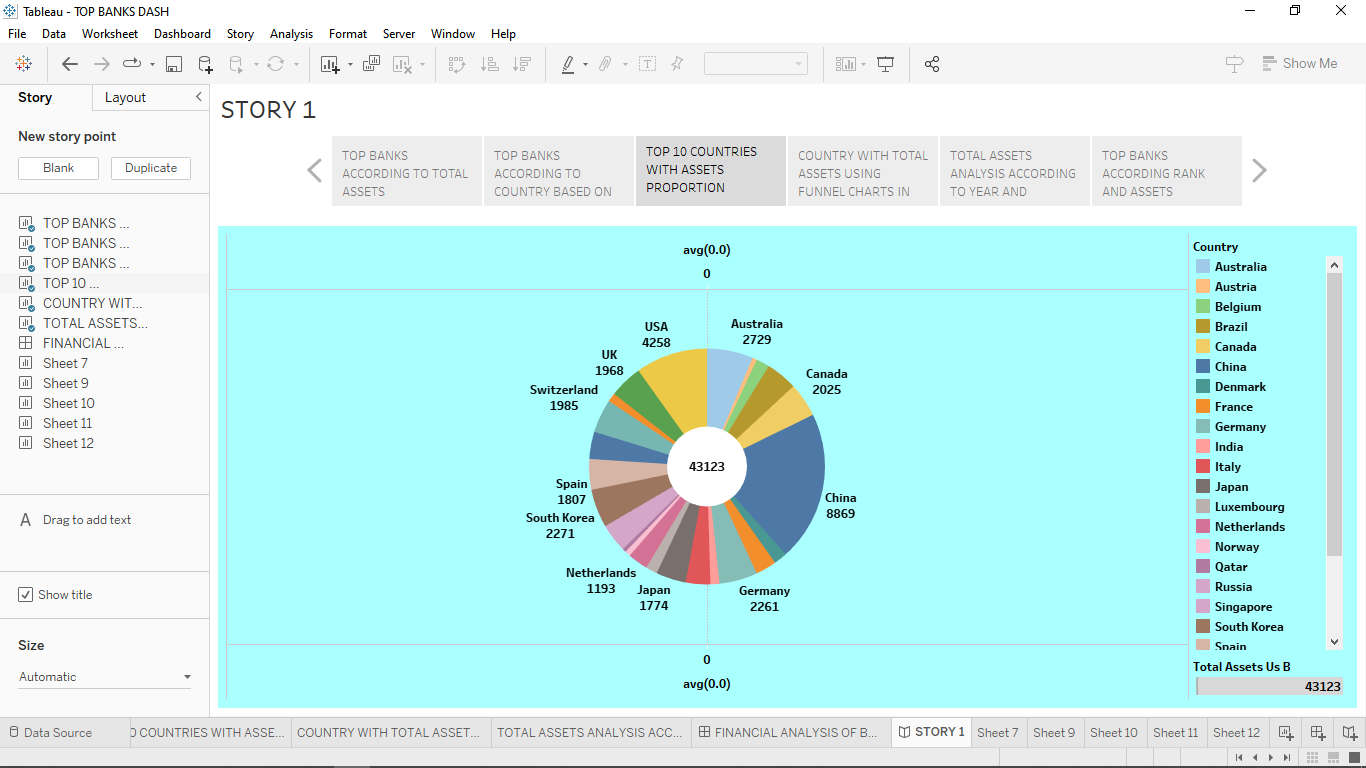 Tableau - TOP BANKS DASH
File Data Worksheet Dashboard Story Analysis Format Server Window Help
Show Me
Story
Layout
New story point
Blank
Duplicate
TOP BANKS ...
TOP BANKS ...
TOP BANKS ...
TOP 10 ...
COUNTRY WIT...
TOTAL ASSETS...
FINANCIAL ...
Sheet 7
Sheet 9
Sheet 10
Sheet 11
Sheet 12
A Drag to add text
Show title
Size
Automatic
STORY 1
TOP BANKS
ACCORDING TO TOTAL
ASSETS
TOP BANKS
ACCORDING TO
COUNTRY BASED ON
TOP 10 COUNTRIES
WITH ASSETS
PROPORTION
COUNTRY WITH TOTAL
ASSETS USING
FUNNEL CHARTS IN
TOTAL ASSETS
ANALYSIS ACCORDING
TO YEAR AND
TOP BANKS
ACCORDING RANK
AND ASSETS
avg(0.0)
0
USA
4258
Australia
2729
UK
1968
Canada
2025
Switzerland
1985
43123
Spain
1807
China
8869
South Korea
2271
Netherlands
1193
Japan
1774
Germany
2261
0
avg(0.0)
Country
Australia
Austria
Belgium
Brazil
Canada
China
Denmark
France
Germany
India
Italy
Japan
Luxembourg
Netherlands
Norway
Qatar
Russia
Singapore
South Korea
Spain
Total Assets Us B
43123
Data Source
O COUNTRIES WITH ASSE...
COUNTRY WITH TOTAL ASSET...
TOTAL ASSETS ANALYSIS ACC...
FINANCIAL ANALYSIS OF B...
STORY 1
Sheet 7
Sheet 9
Sheet 10
Sheet 11
Sheet 12